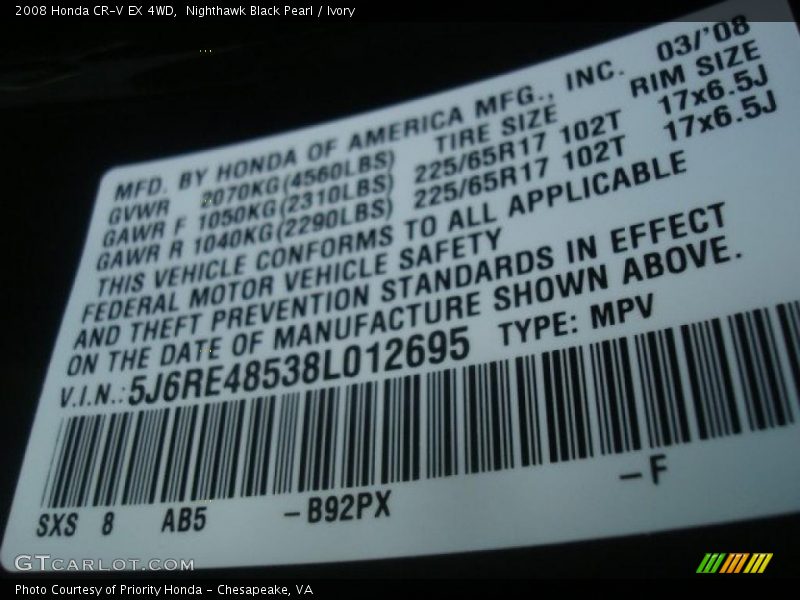 2008 Honda CR-V EX 4WD, Nighthawk Black Pearl / Ivory
MFD. BY HONDA OF AMERICA MFG., INC. 03/'08
GVWR 2070KG(4560LBS) TIRE SIZE RIM SIZE
GAWR F 1050KG(2310LBS) 225/65R17 102T 17x6.5J
GAWR R 1040KG(2290LBS) 225/65R17 102T 17x6.5J
THIS VEHICLE CONFORMS TO ALL APPLICABLE
FEDERAL MOTOR VEHICLE SAFETY
AND THEFT PREVENTION STANDARDS IN EFFECT
ON THE DATE OF MANUFACTURE SHOWN ABOVE.
V.I.N.: 5J6RE48538L012695 TYPE: MPV
SXS 8 AB5 -B92PX -F
GTCARLOT.COM
Photo Courtesy of Priority Honda - Chesapeake, VA